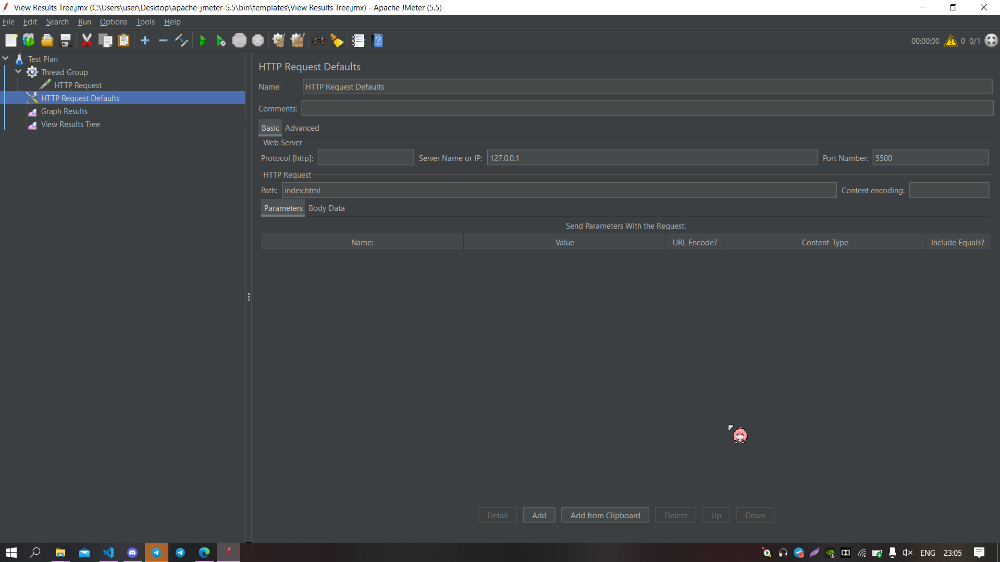 View Results Tree.jmx (C:\Users\user\Desktop\apache-jmeter-5.5\bin\templates\View Results Tree.jmx) - Apache JMeter (5.5)
File Edit Search Run Options Tools Help
STOP 00:00:00 0 0/1
Test Plan
Thread Group
HTTP Request
HTTP Request Defaults
Graph Results
View Results Tree
HTTP Request Defaults
Name: HTTP Request Defaults
Comments:
Basic Advanced
Web Server
Protocol [http]: Server Name or IP: 127.0.0.1 Port Number: 5500
HTTP Request
Path: index.html Content encoding:
Parameters Body Data
Send Parameters With the Request:
Name: Value URL Encode? Content-Type Include Equals?
Detail Add Add from Clipboard Delete Up Down
ENG 23:05